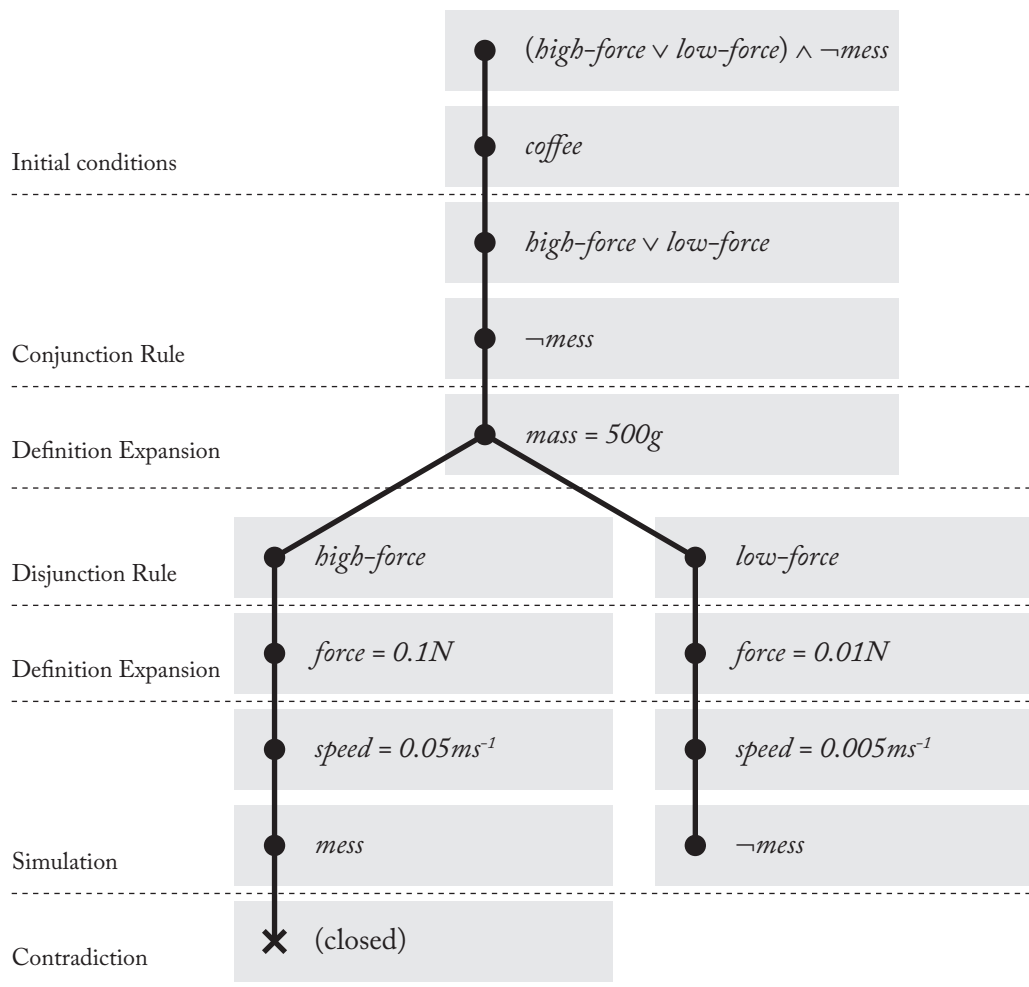 (high-force ∨ low-force) ∧ ¬mess
coffee
Initial conditions
high-force ∨ low-force
¬mess
Conjunction Rule
mass = 500g
Definition Expansion
high-force
low-force
Disjunction Rule
force = 0.1N
force = 0.01N
Definition Expansion
speed = 0.05ms⁻¹
speed = 0.005ms⁻¹
mess
¬mess
Simulation
(closed)
Contradiction